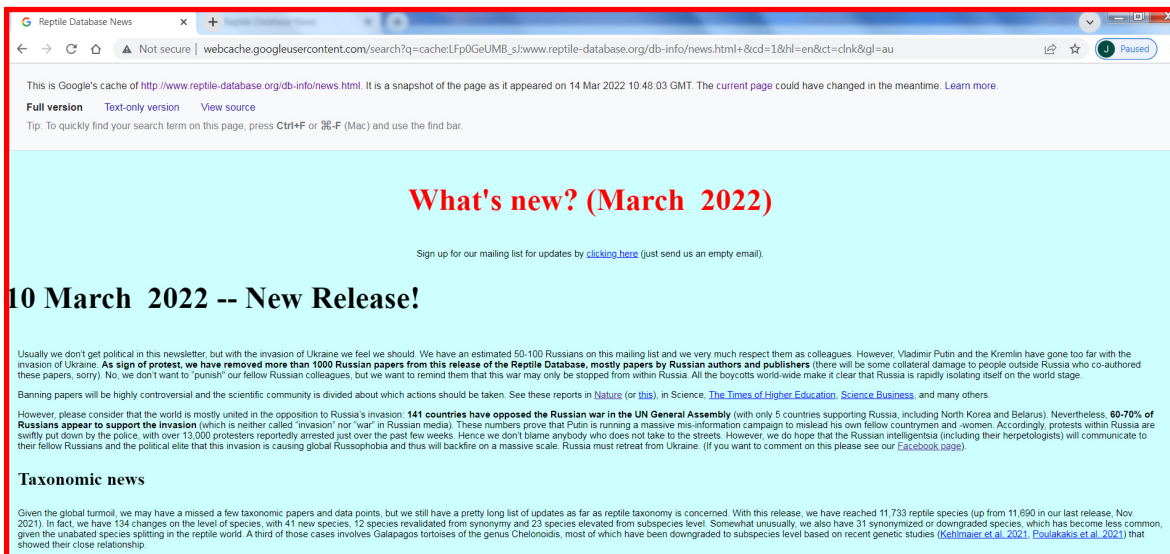 Reptile Database News
Not secure | webcache.googleusercontent.com/search?q=cache:LFp0GeUMB_sJ:www.reptile-database.org/db-info/news.html+&cd=1&hl=en&ct=clnk&gl=au
J Paused
This is Google's cache of http://www.reptile-database.org/db-info/news.html. It is a snapshot of the page as it appeared on 14 Mar 2022 10:48:03 GMT. The current page could have changed in the meantime. Learn more.
Full version Text-only version View source
Tip: To quickly find your search term on this page, press Ctrl+F or ⌘-F (Mac) and use the find bar.
What's new? (March 2022)
Sign up for our mailing list for updates by clicking here (just send us an empty email).
10 March 2022 -- New Release!
Usually we don't get political in this newsletter, but with the invasion of Ukraine we feel we should. We have an estimated 50-100 Russians on this mailing list and we very much respect them as colleagues. However, Vladimir Putin and the Kremlin have gone too far with the
invasion of Ukraine. As sign of protest, we have removed more than 1000 Russian papers from this release of the Reptile Database, mostly papers by Russian authors and publishers (there will be some collateral damage to people outside Russia who co-authored
these papers, sorry). No, we don't want to "punish" our fellow Russian colleagues, but we want to remind them that this war may only be stopped from within Russia. All the boycotts world-wide make it clear that Russia is rapidly isolating itself on the world stage.
Banning papers will be highly controversial and the scientific community is divided about which actions should be taken. See these reports in Nature (or this), in Science, The Times of Higher Education, Science Business, and many others.
However, please consider that the world is mostly united in the opposition to Russia's invasion: 141 countries have opposed the Russian war in the UN General Assembly (with only 5 countries supporting Russia, including North Korea and Belarus). Nevertheless, 60-70% of
Russians appear to support the invasion (which is neither called "invasion" nor "war" in Russian media). These numbers prove that Putin is running a massive mis-information campaign to mislead his own fellow countrymen and -women. Accordingly, protests within Russia are
swiftly put down by the police, with over 13,000 protesters reportedly arrested just over the past few weeks. Hence we don't blame anybody who does not take to the streets. However, we do hope that the Russian intelligentsia (including their herpetologists) will communicate to
their fellow Russians and the political elite that this invasion is causing global Russophobia and thus will backfire on a massive scale. Russia must retreat from Ukraine. (If you want to comment on this please see our Facebook page).
Taxonomic news
Given the global turmoil, we may have a missed a few taxonomic papers and data points, but we still have a pretty long list of updates as far as reptile taxonomy is concerned. With this release, we have reached 11,733 reptile species (up from 11,690 in our last release, Nov.
2021). In fact, we have 134 changes on the level of species, with 41 new species, 12 species revalidated from synonymy and 23 species elevated from subspecies level. Somewhat unusually, we also have 31 synonymized or downgraded species, which has become less common,
given the unabated species splitting in the reptile world. A third of those cases involves Galapagos tortoises of the genus Chelonoidis, most of which have been downgraded to subspecies level based on recent genetic studies (Kehlmaier et al. 2021, Poulakakis et al. 2021) that
showed their close relationship.